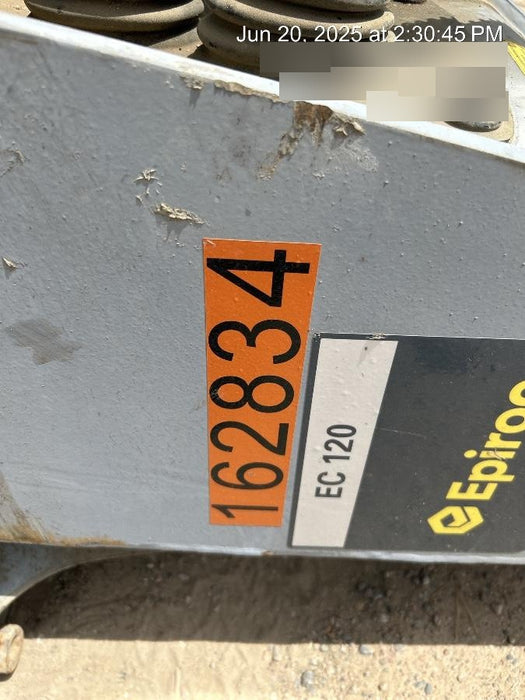 Jun 20, 2025 at 2:30:45 PM
162834
EC 120
Epiroc